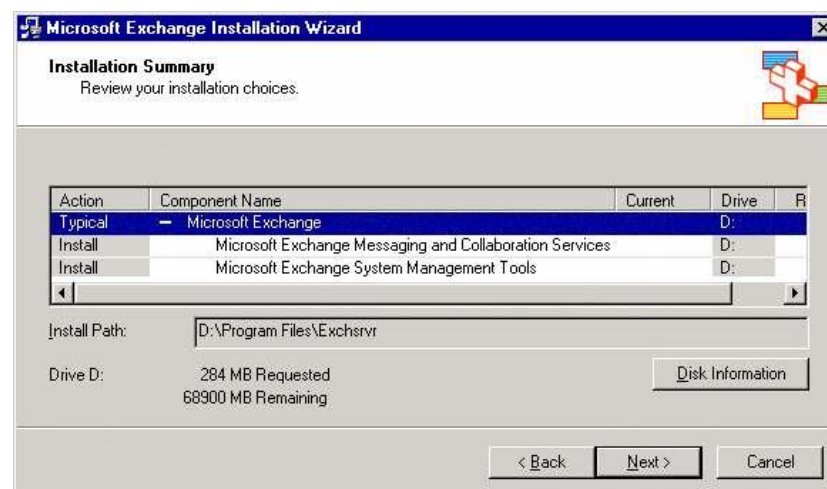 Microsoft Exchange Installation Wizard
Installation Summary
Review your installation choices.
Action Component Name Current Drive R
Typical Microsoft Exchange D:
Install Microsoft Exchange Messaging and Collaboration Services D:
Install Microsoft Exchange System Management Tools D:
Install Path: D:\Program Files\Exchsrvr
Drive D: 284 MB Requested Disk Information
68900 MB Remaining
< Back Next > Cancel